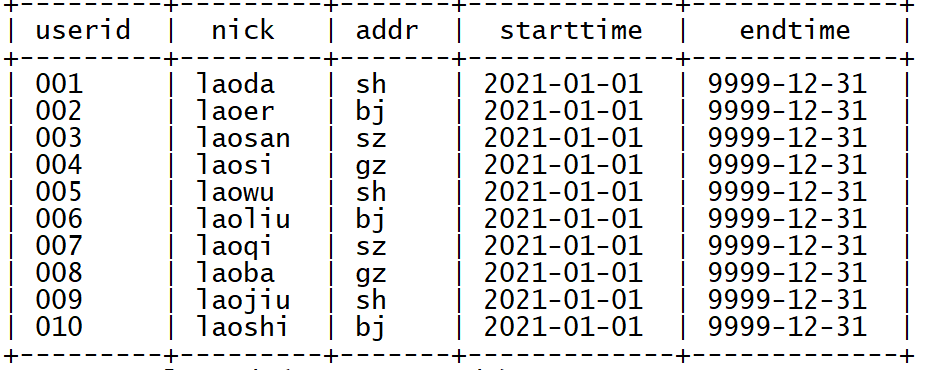 +---------+---------+-------+-------------+-------------+
| userid | nick | addr | starttime | endtime |
+---------+---------+-------+-------------+-------------+
| 001 | laoda | sh | 2021-01-01 | 9999-12-31 |
| 002 | laoer | bj | 2021-01-01 | 9999-12-31 |
| 003 | laosan | sz | 2021-01-01 | 9999-12-31 |
| 004 | laosi | gz | 2021-01-01 | 9999-12-31 |
| 005 | laowu | sh | 2021-01-01 | 9999-12-31 |
| 006 | laoliu | bj | 2021-01-01 | 9999-12-31 |
| 007 | laoqi | sz | 2021-01-01 | 9999-12-31 |
| 008 | laoba | gz | 2021-01-01 | 9999-12-31 |
| 009 | laojiu | sh | 2021-01-01 | 9999-12-31 |
| 010 | laoshi | bj | 2021-01-01 | 9999-12-31 |
+---------+---------+-------+-------------+-------------+